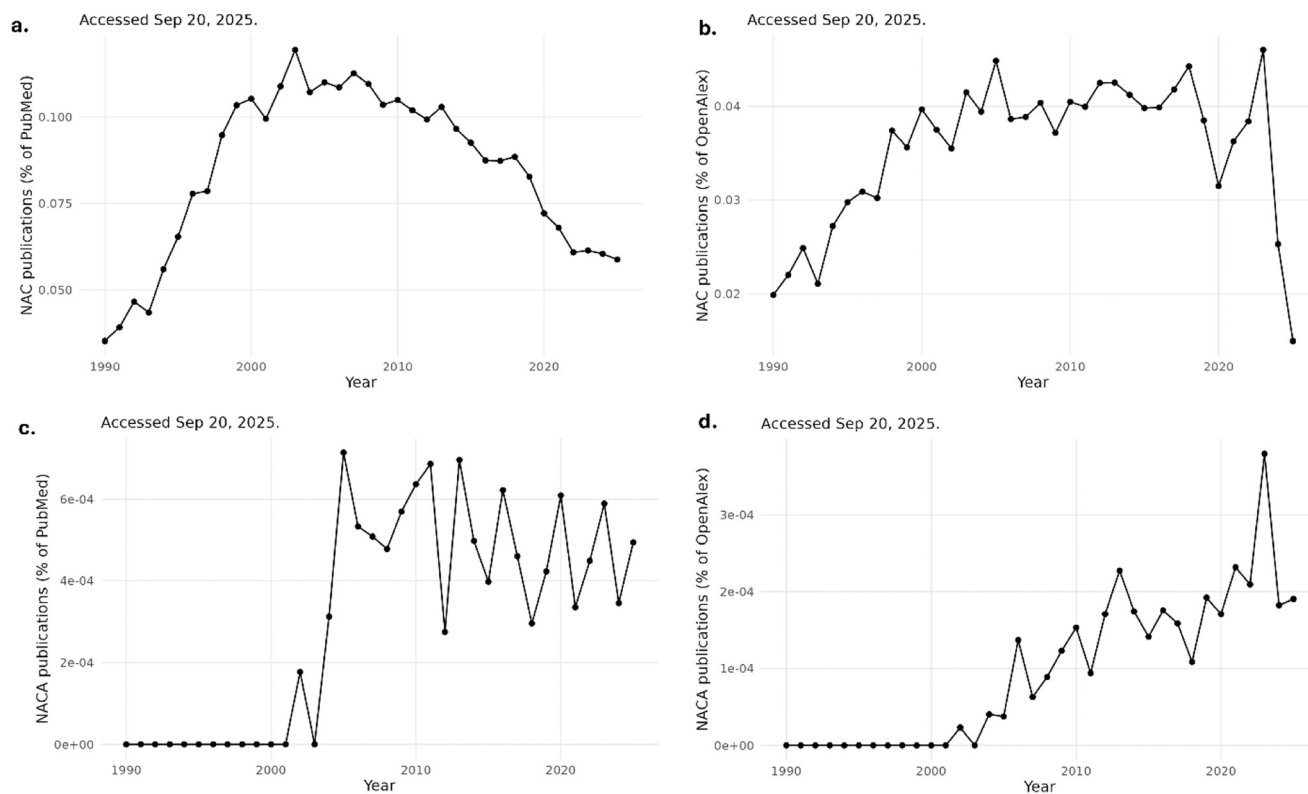 a.
Accessed Sep 20, 2025.
NAC publications (% of PubMed)
0.100
0.075
0.050
1990 2000 2010 2020
Year
b.
Accessed Sep 20, 2025.
NAC publications (% of OpenAlex)
0.04
0.03
0.02
1990 2000 2010 2020
Year
c.
Accessed Sep 20, 2025.
NACA publications (% of PubMed)
6e-04
4e-04
2e-04
0e+00
1990 2000 2010 2020
Year
d.
Accessed Sep 20, 2025.
NACA publications (% of OpenAlex)
3e-04
2e-04
1e-04
0e+00
1990 2000 2010 2020
Year